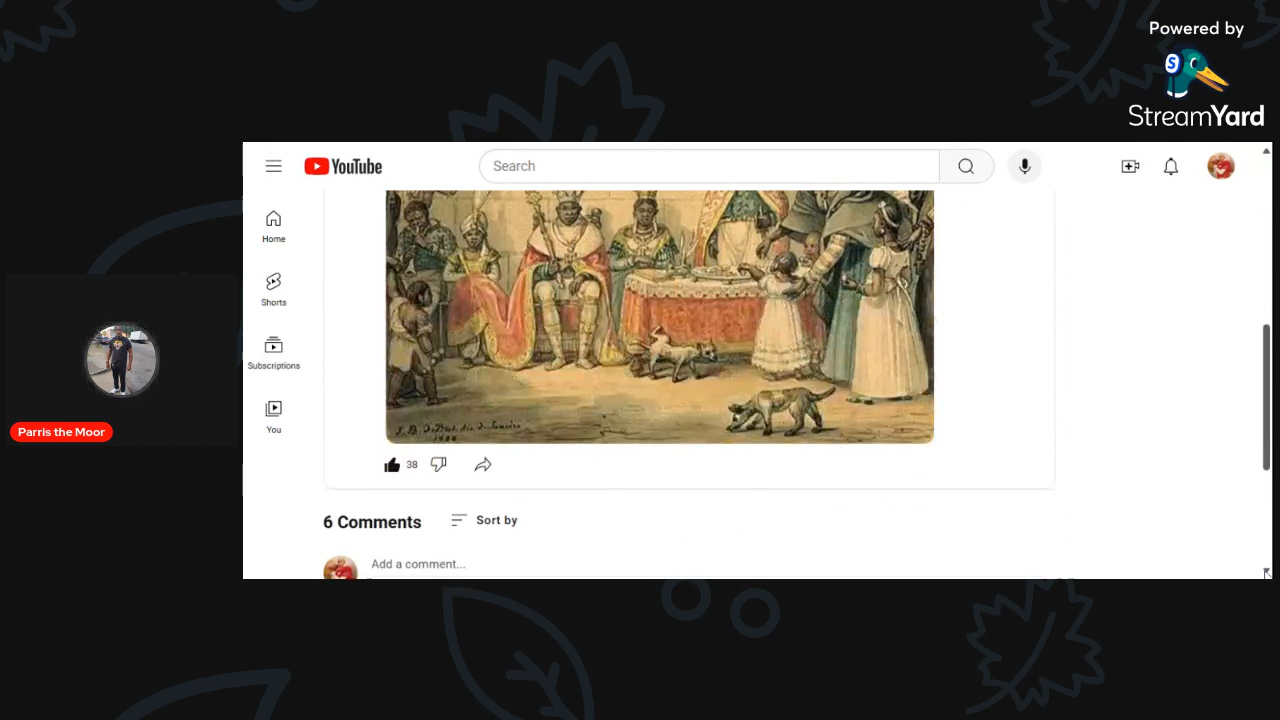 Powered by
StreamYard
YouTube
Search
Home
Shorts
Subscriptions
You
Parris the Moor
38
6 Comments
Sort by
Add a comment...